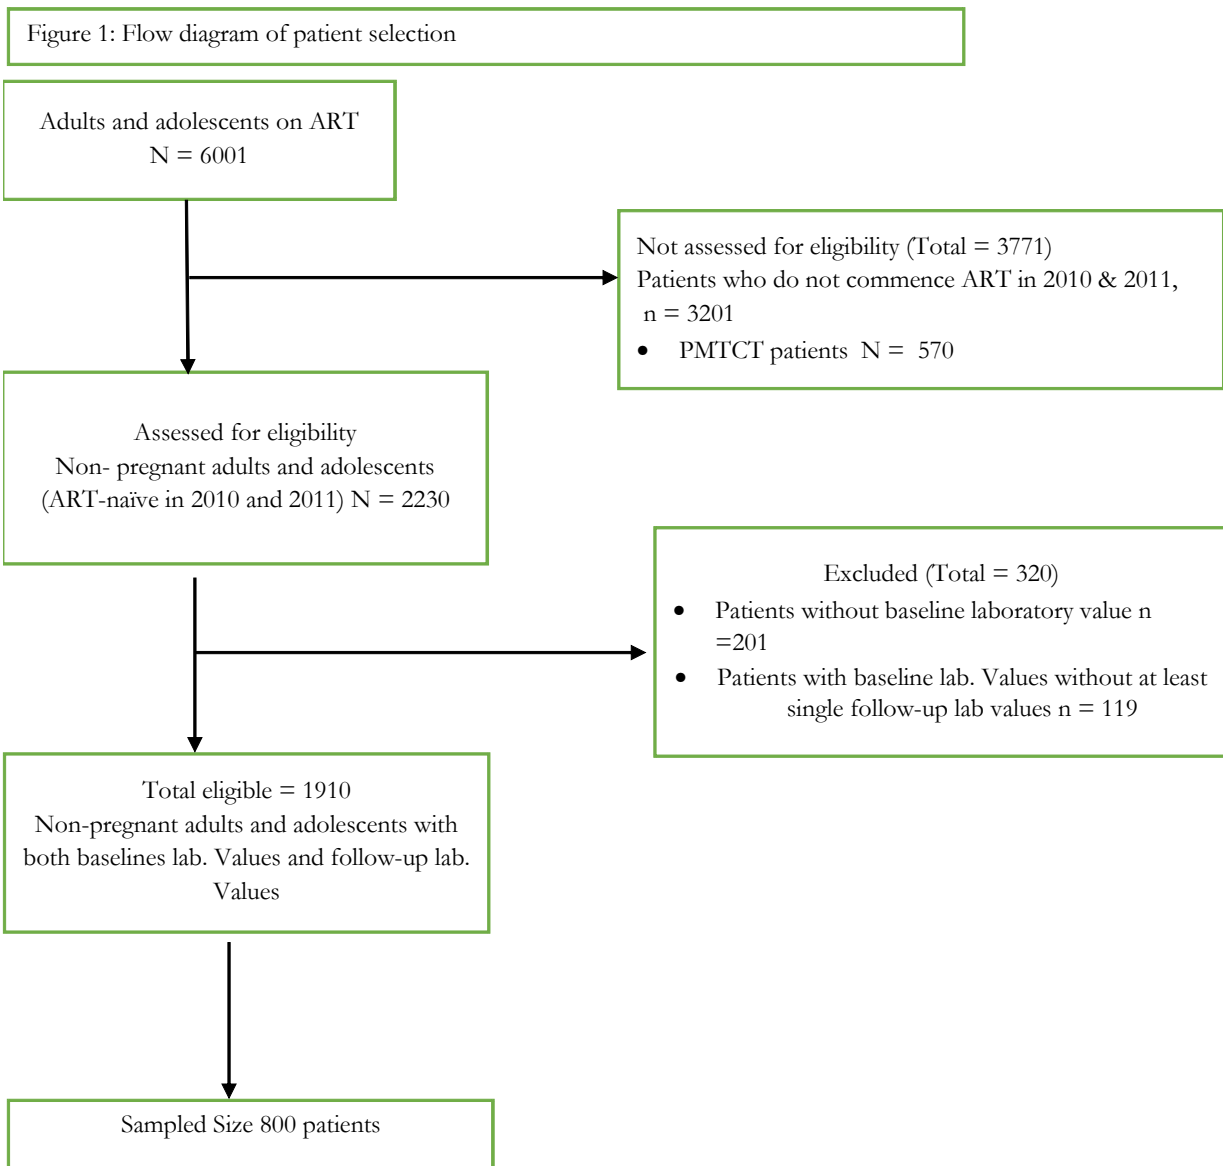 Figure 1: Flow diagram of patient selection
Adults and adolescents on ART
N = 6001
Not assessed for eligibility (Total = 3771)
Patients who do not commence ART in 2010 & 2011,
n = 3201
• PMTCT patients N = 570
Assessed for eligibility
Non- pregnant adults and adolescents
(ART-naïve in 2010 and 2011) N = 2230
Excluded (Total = 320)
• Patients without baseline laboratory value n
=201
• Patients with baseline lab. Values without at least
single follow-up lab values n = 119
Total eligible = 1910
Non-pregnant adults and adolescents with
both baselines lab. Values and follow-up lab.
Values
Sampled Size 800 patients